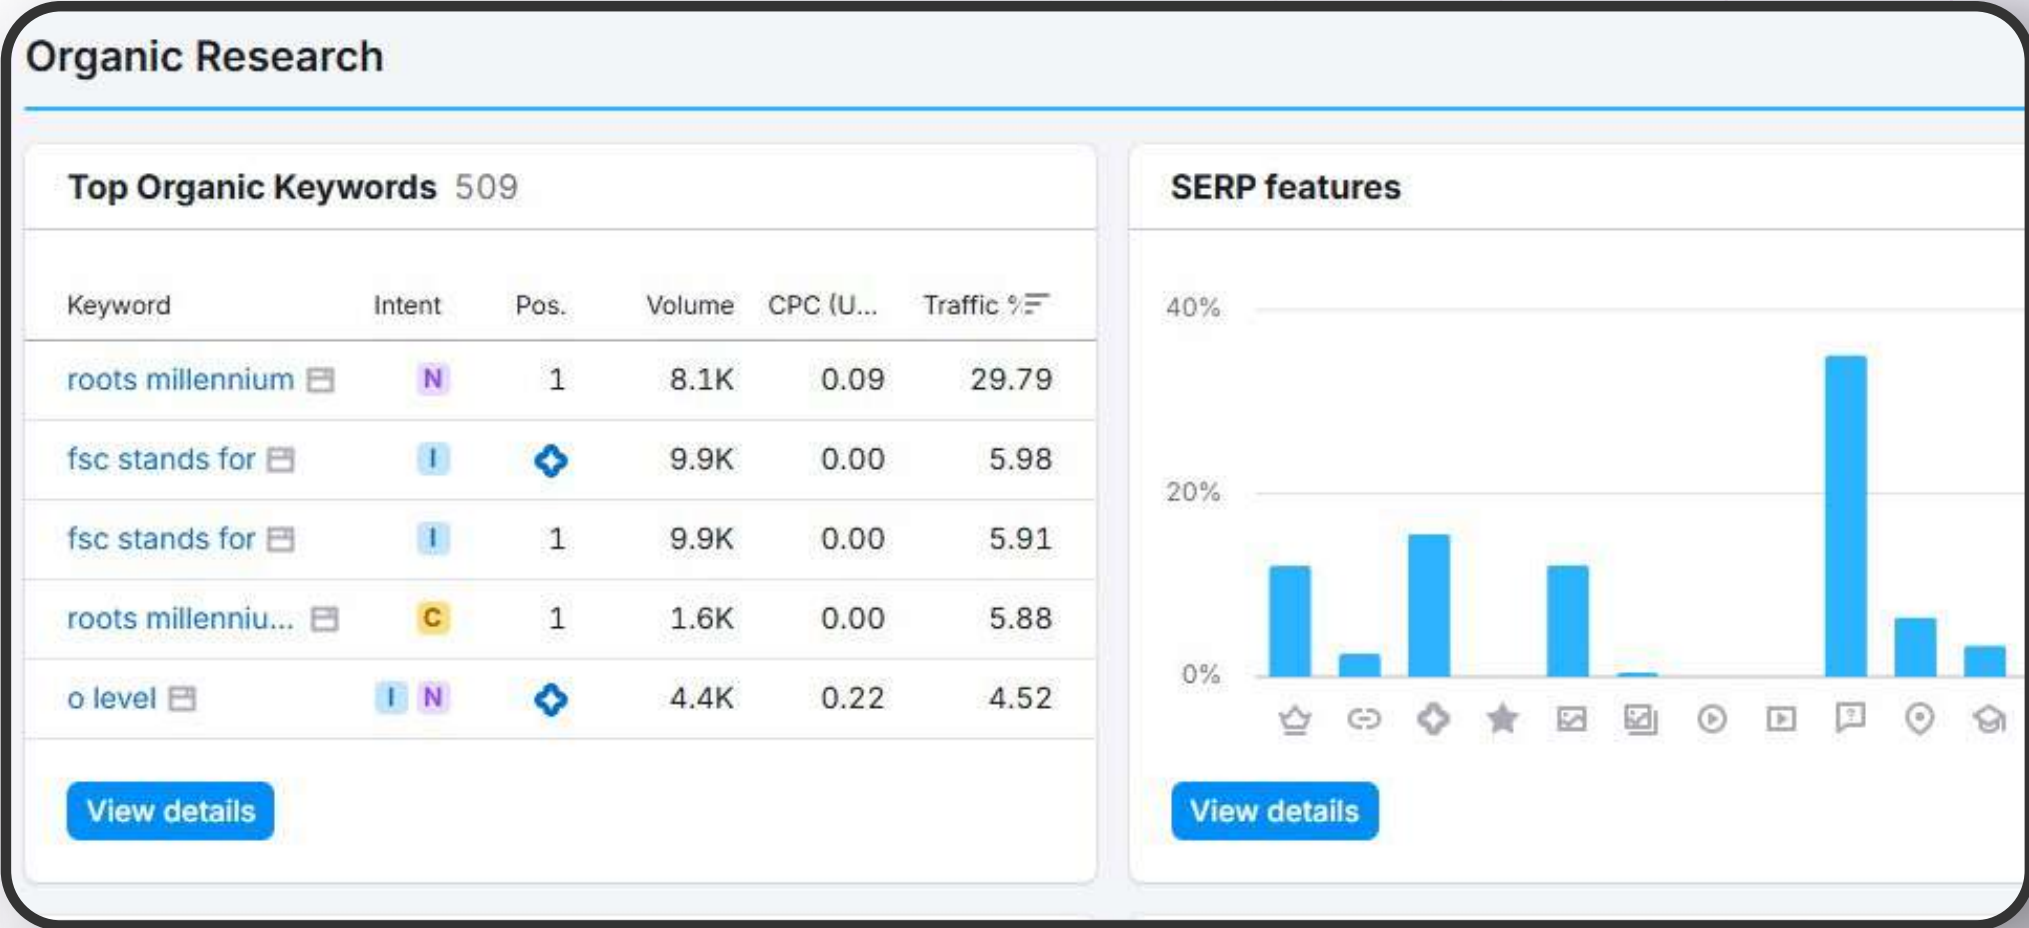 Organic Research
Top Organic Keywords 509
Keyword Intent Pos. Volume CPC (U... Traffic %
roots millennium N 1 8.1K 0.09 29.79
fsc stands for I 9.9K 0.00 5.98
fsc stands for I 1 9.9K 0.00 5.91
roots millenniu... C 1 1.6K 0.00 5.88
o level I N 4.4K 0.22 4.52
View details
SERP features
40%
20%
0%
View details